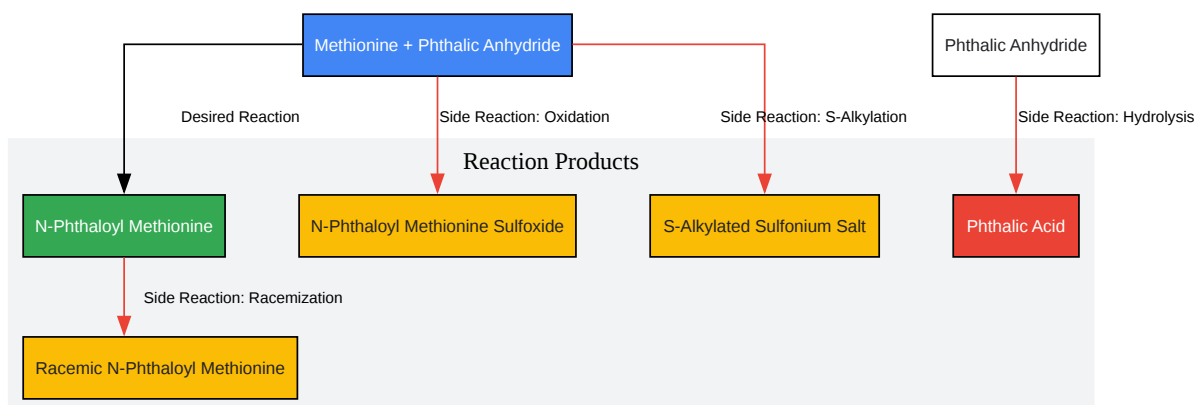 Methionine + Phthalic Anhydride
Phthalic Anhydride
Desired Reaction
Side Reaction: Oxidation
Side Reaction: S-Alkylation
Side Reaction: Hydrolysis
Reaction Products
N-Phthaloyl Methionine
N-Phthaloyl Methionine Sulfoxide
S-Alkylated Sulfonium Salt
Phthalic Acid
Side Reaction: Racemization
Racemic N-Phthaloyl Methionine